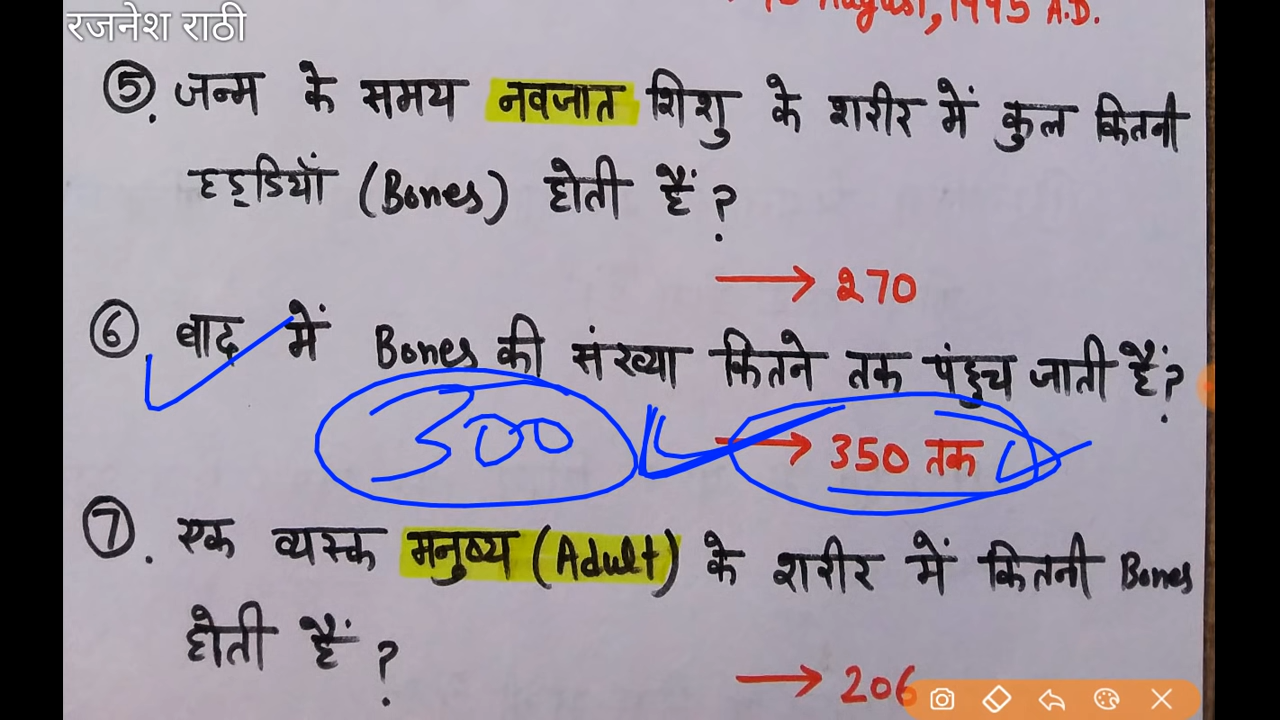 रजनेश राठी
August, 1945 A.D.
5. जन्म के समय नवजात शिशु के शरीर में कुल कितनी
हड्डियाँ (Bones) होती हैं?
→ 270
6 बाद में Bones की संख्या कितने तक पंहुच जाती हैं?
300
→ 350 तक
7. एक व्यस्क मनुष्य (Adult) के शरीर में कितनी Bones
होती हैं?
→ 206